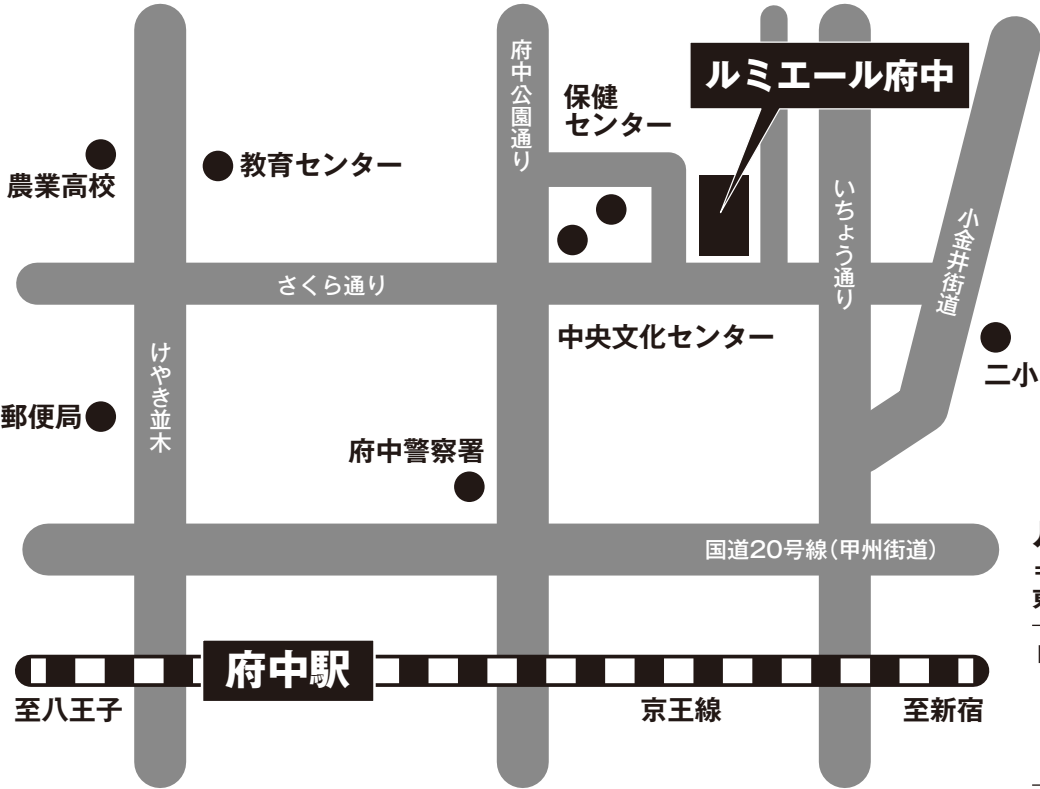 府中公園通り
ルミエール府中
保健
センター
農業高校
教育センター
いちょう通り
小金井街道
さくら通り
中央文化センター
けやき並木
二小
郵便局
府中警察署
国道20号線(甲州街道)
府中駅
至八王子
京王線
至新宿